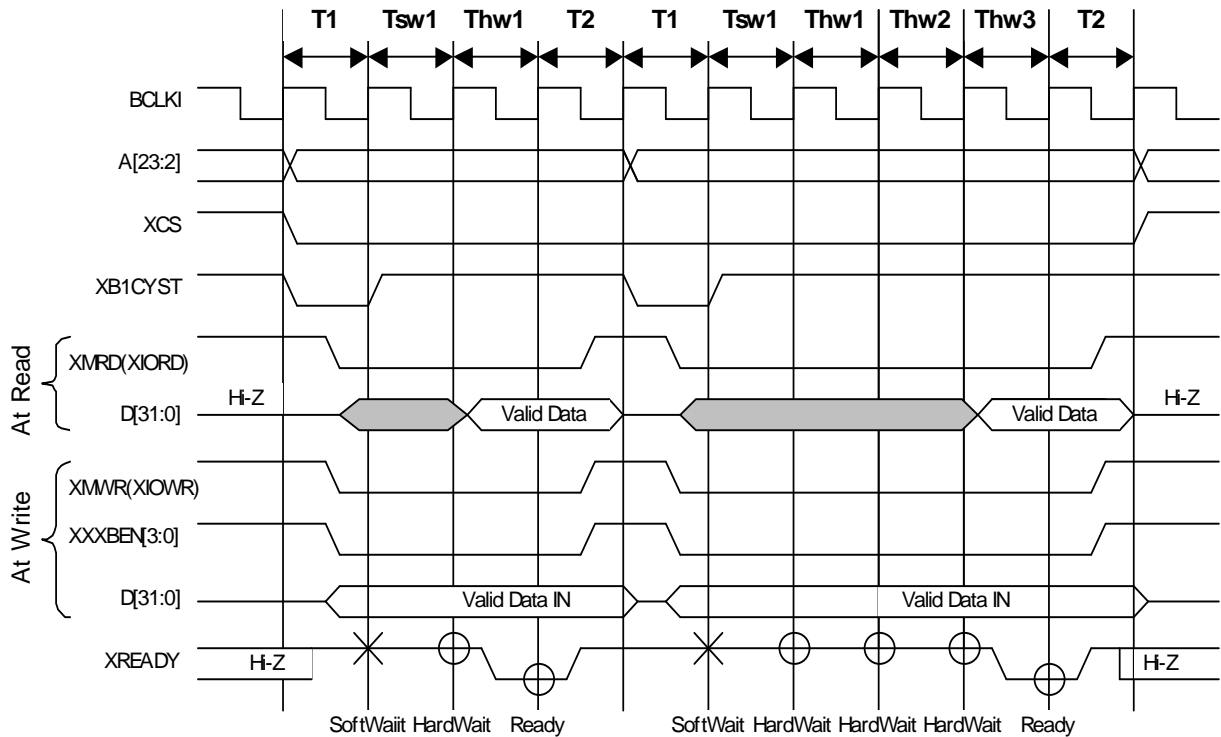 T1 Tsw1 Thw1 T2 T1 Tsw1 Thw1 Thw2 Thw3 T2
BCLKI
A[23:2]
XCS
XB1CYST
At Read
XMRD(XIORD)
Hi-Z D[31:0] Valid Data Valid Data Hi-Z
At Write
XMWR(XIOWR)
XXXBEN[3:0]
D[31:0] Valid Data IN Valid Data IN
XREADY Hi-Z Hi-Z
SoftWaiit HardWait Ready SoftWait HardWait HardWait HardWait Ready